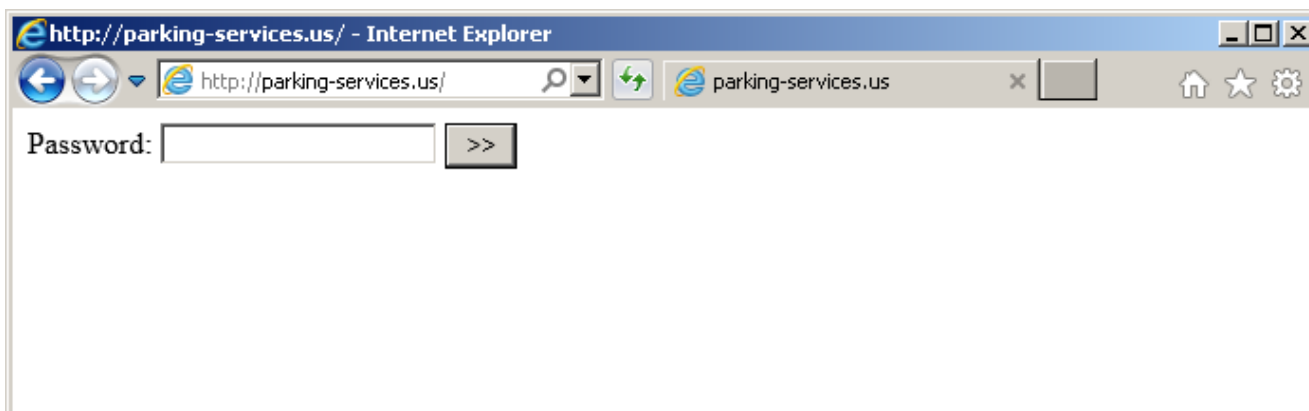 http://parking-services.us/ - Internet Explorer
http://parking-services.us/ parking-services.us
Password: >>